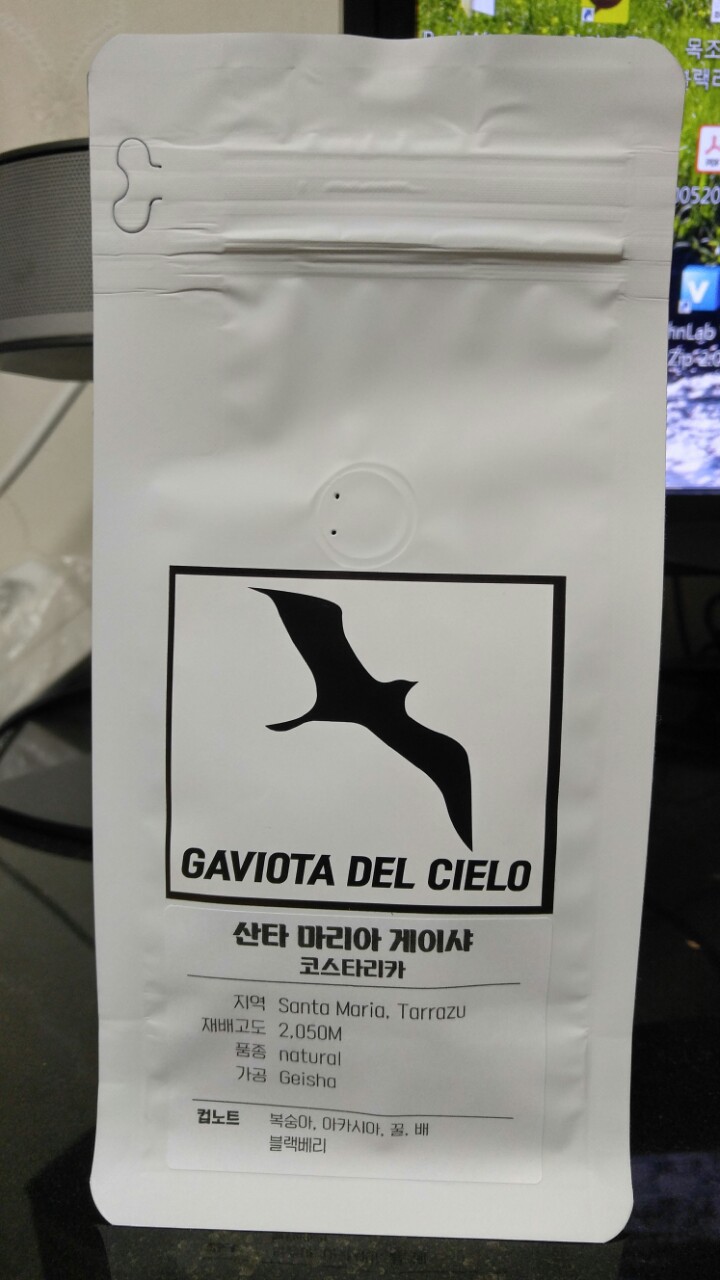 GAVIOTA DEL CIELO
산타 마리아 게이샤
코스타리카
지역 Santa Maria, Tarrazu
재배고도 2,050M
품종 natural
가공 Geisha
컵노트 복숭아, 아카시아, 꿀, 배
블랙베리
목조
V